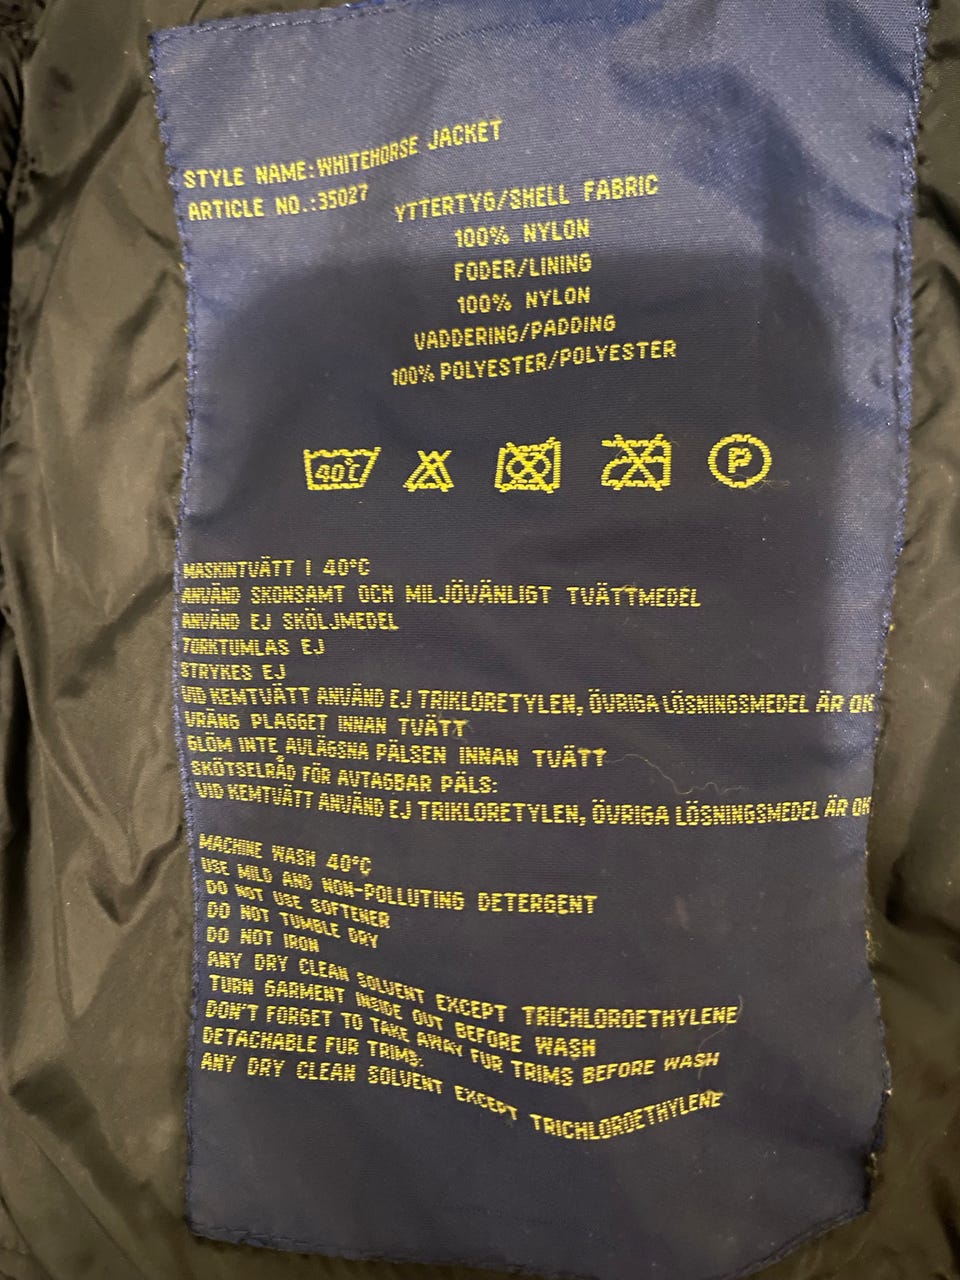 STYLE NAME:WHITEHORSE JACKET
ARTICLE NO.:35027
YTTERTYG/SHELL FABRIC
100% NYLON
FODER/LINING
100% NYLON
VADDERING/PADDING
100% POLYESTER/POLYESTER
40°C
P
MASKINTVÄTT I 40°C
ANVÄND SKONSAMT OCH MILJÖVÄNLIGT TVÄTTMEDEL
ANVÄND EJ SKÖLJMEDEL
TORKTUMLAS EJ
STRYKES EJ
VID KEMTVÄTT ANVÄND EJ TRIKLORETYLEN, ÖVRIGA LÖSNINGSMEDEL ÄR OK
VRÄNG PLAGGET INNAN TVÄTT
GLÖM INTE AVLÄGSNA PÄLSEN INNAN TVÄTT
SKÖTSELRÅD FÖR AVTAGBAR PÄLS:
VID KEMTVÄTT ANVÄND EJ TRIKLORETYLEN, ÖVRIGA LÖSNINGSMEDEL ÄR OK
MACHINE WASH 40°C
USE MILD AND NON-POLLUTING DETERGENT
DO NOT USE SOFTENER
DO NOT TUMBLE DRY
DO NOT IRON
ANY DRY CLEAN SOLVENT EXCEPT TRICHLOROETHYLENE
TURN GARMENT INSIDE OUT BEFORE WASH
DON'T FORGET TO TAKE AWAY FUR TRIMS BEFORE WASH
DETACHABLE FUR TRIMS:
ANY DRY CLEAN SOLVENT EXCEPT TRICHLOROETHYLENE